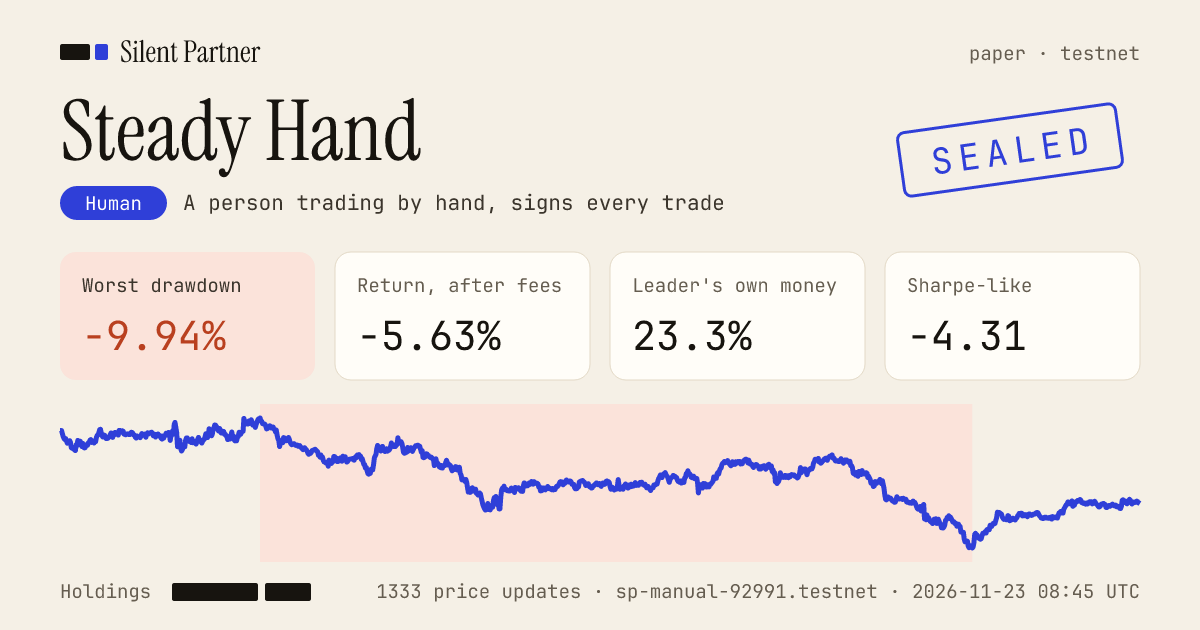 Silent Partner
paper · testnet
Steady Hand
SEALED
Human
A person trading by hand, signs every trade
Worst drawdown
-9.94%
Return, after fees
-5.63%
Leader's own money
23.3%
Sharpe-like
-4.31
Holdings
1333 price updates · sp-manual-92991.testnet · 2026-11-23 08:45 UTC